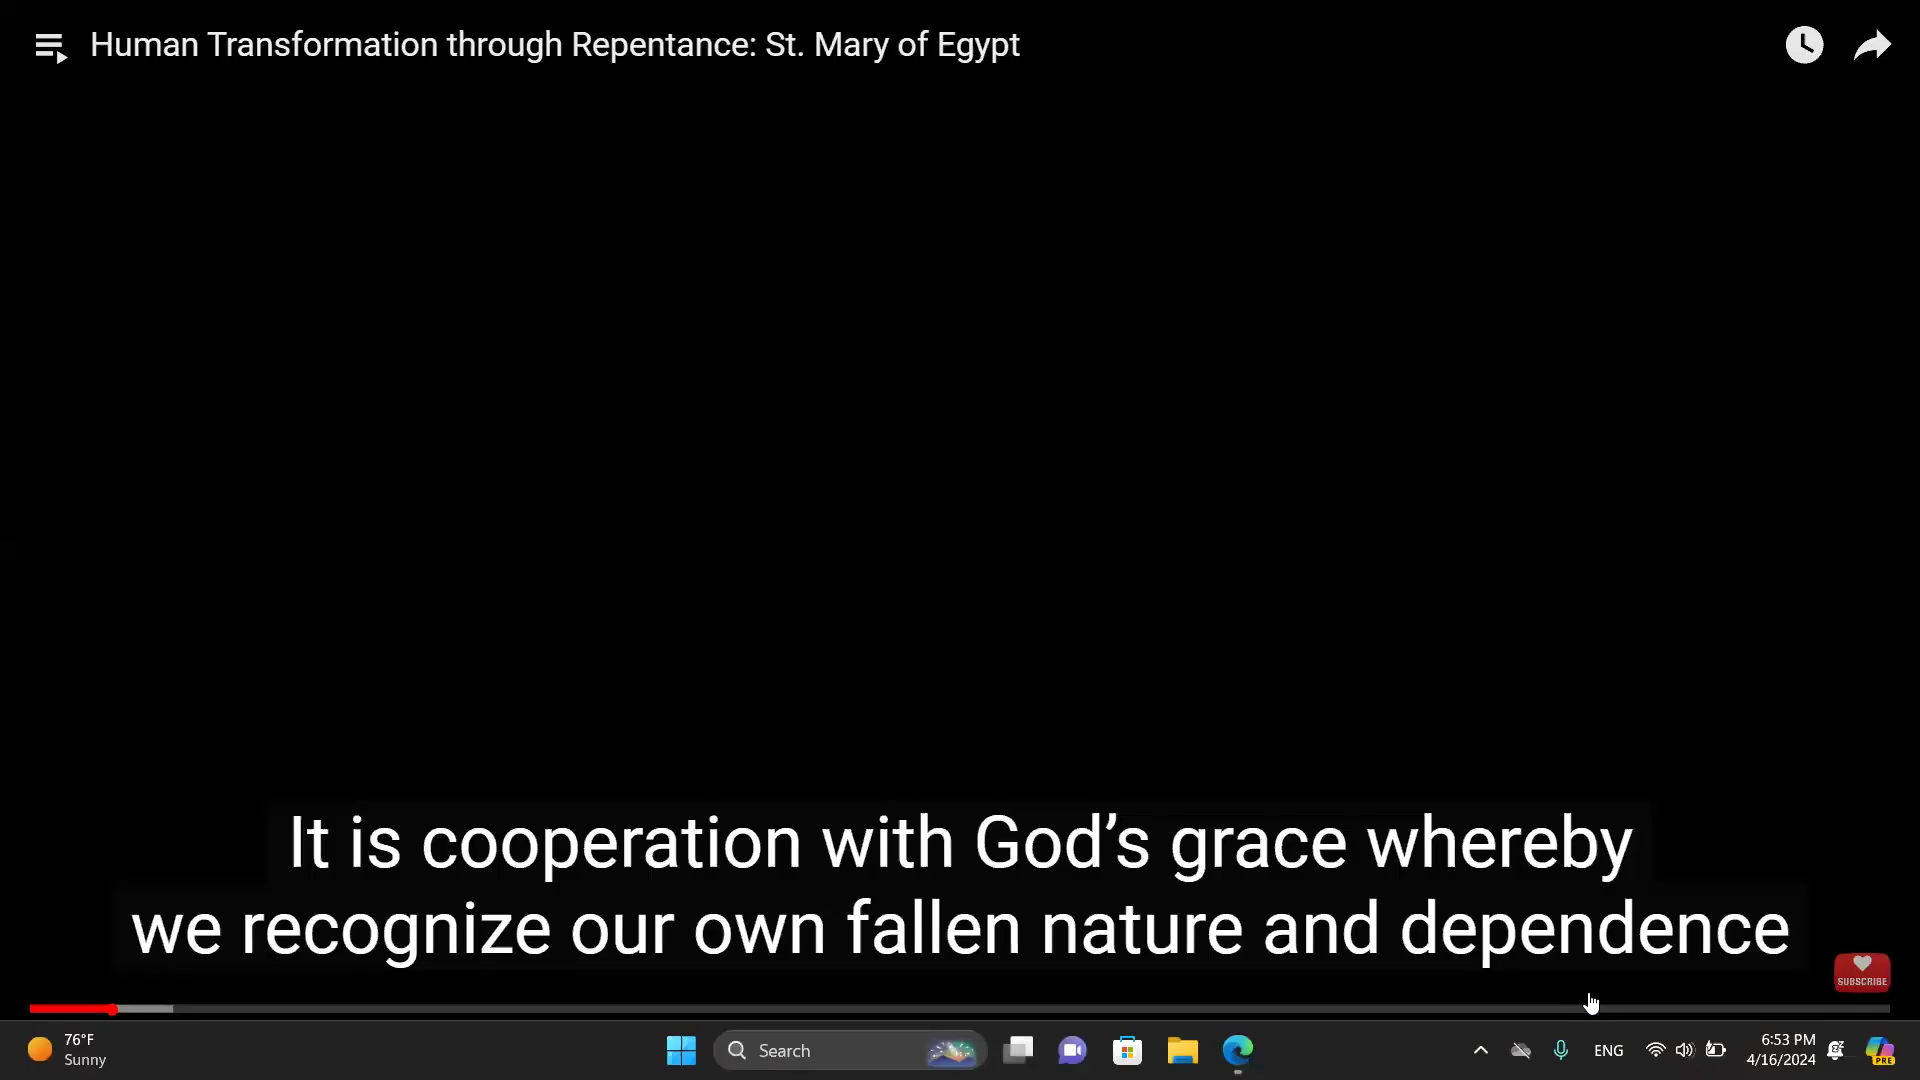 Human Transformation through Repentance: St. Mary of Egypt
It is cooperation with God’s grace whereby
we recognize our own fallen nature and dependence
SUBSCRIBE
76°F
Sunny
Search
ENG
6:53 PM
4/16/2024
PRE